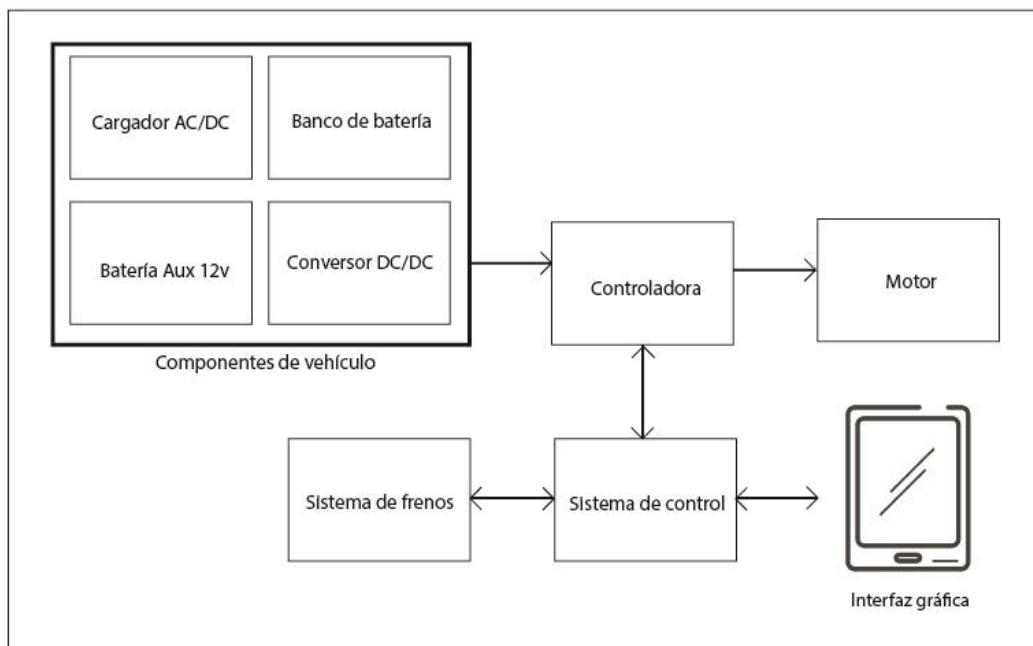 Cargador AC/DC
Banco de batería
Batería Aux 12v
Conversor DC/DC
Componentes de vehículo
Controladora
Motor
Sistema de frenos
Sistema de control
Interfaz gráfica